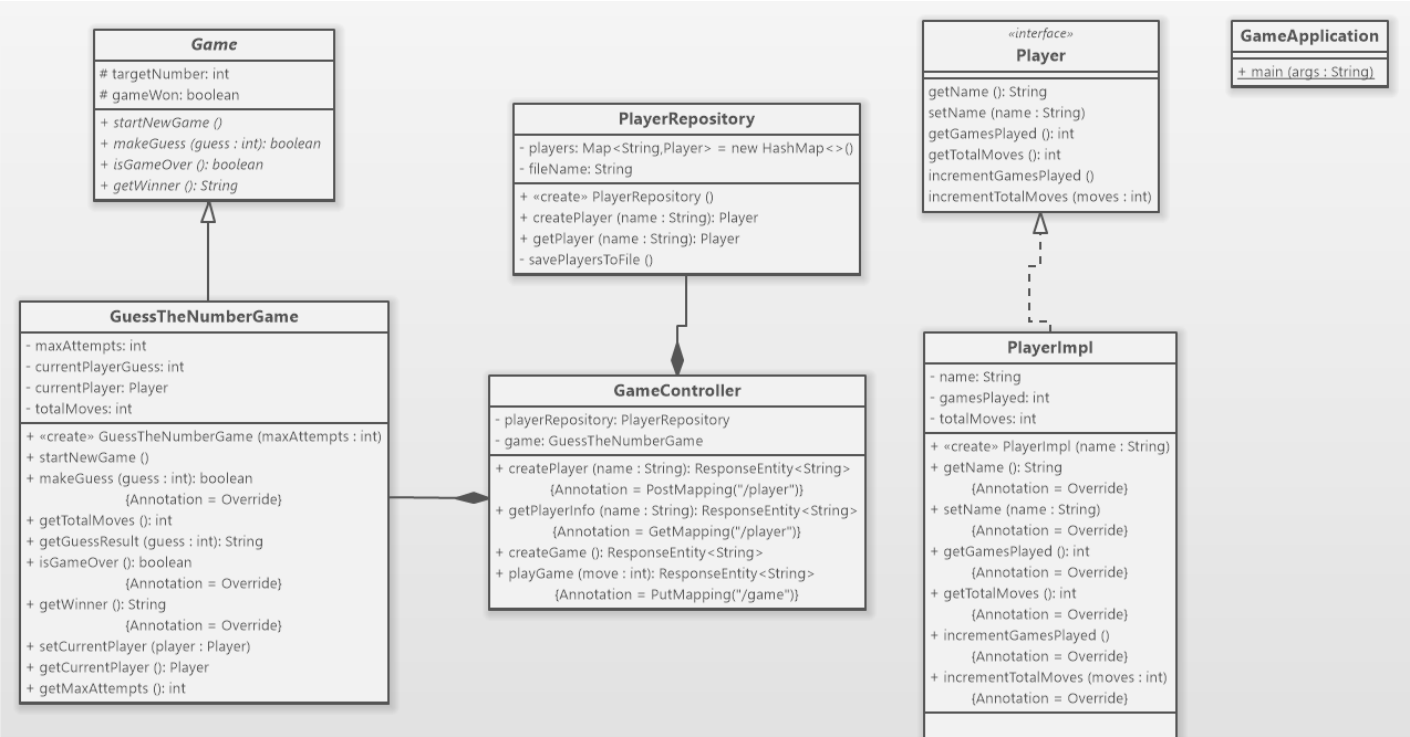 Game
# targetNumber: int
# gameWon: boolean
+ startNewGame ()
+ makeGuess (guess : int): boolean
+ isGameOver (): boolean
+ getWinner (): String
GuessTheNumberGame
- maxAttempts: int
- currentPlayerGuess: int
- currentPlayer: Player
- totalMoves: int
+ «create» GuessTheNumberGame (maxAttempts : int)
+ startNewGame ()
+ makeGuess (guess : int): boolean
{Annotation = Override}
+ getTotalMoves (): int
+ getGuessResult (guess : int): String
+ isGameOver (): boolean
{Annotation = Override}
+ getWinner (): String
{Annotation = Override}
+ setCurrentPlayer (player : Player)
+ getCurrentPlayer (): Player
+ getMaxAttempts (): int
PlayerRepository
- players: Map<String,Player> = new HashMap<>()
- fileName: String
+ «create» PlayerRepository ()
+ createPlayer (name : String): Player
+ getPlayer (name : String): Player
- savePlayersToFile ()
GameController
- playerRepository: PlayerRepository
- game: GuessTheNumberGame
+ createPlayer (name : String): ResponseEntity<String>
{Annotation = PostMapping("/player")}
+ getPlayerInfo (name : String): ResponseEntity<String>
{Annotation = GetMapping("/player")}
+ createGame (): ResponseEntity<String>
+ playGame (move : int): ResponseEntity<String>
{Annotation = PutMapping("/game")}
«interface»
Player
getName (): String
setName (name : String)
getGamesPlayed (): int
getTotalMoves (): int
incrementGamesPlayed ()
incrementTotalMoves (moves : int)
PlayerImpl
- name: String
- gamesPlayed: int
- totalMoves: int
+ «create» PlayerImpl (name : String)
+ getName (): String
{Annotation = Override}
+ setName (name : String)
{Annotation = Override}
+ getGamesPlayed (): int
{Annotation = Override}
+ getTotalMoves (): int
{Annotation = Override}
+ incrementGamesPlayed ()
{Annotation = Override}
+ incrementTotalMoves (moves : int)
{Annotation = Override}
GameApplication
+ main (args : String)